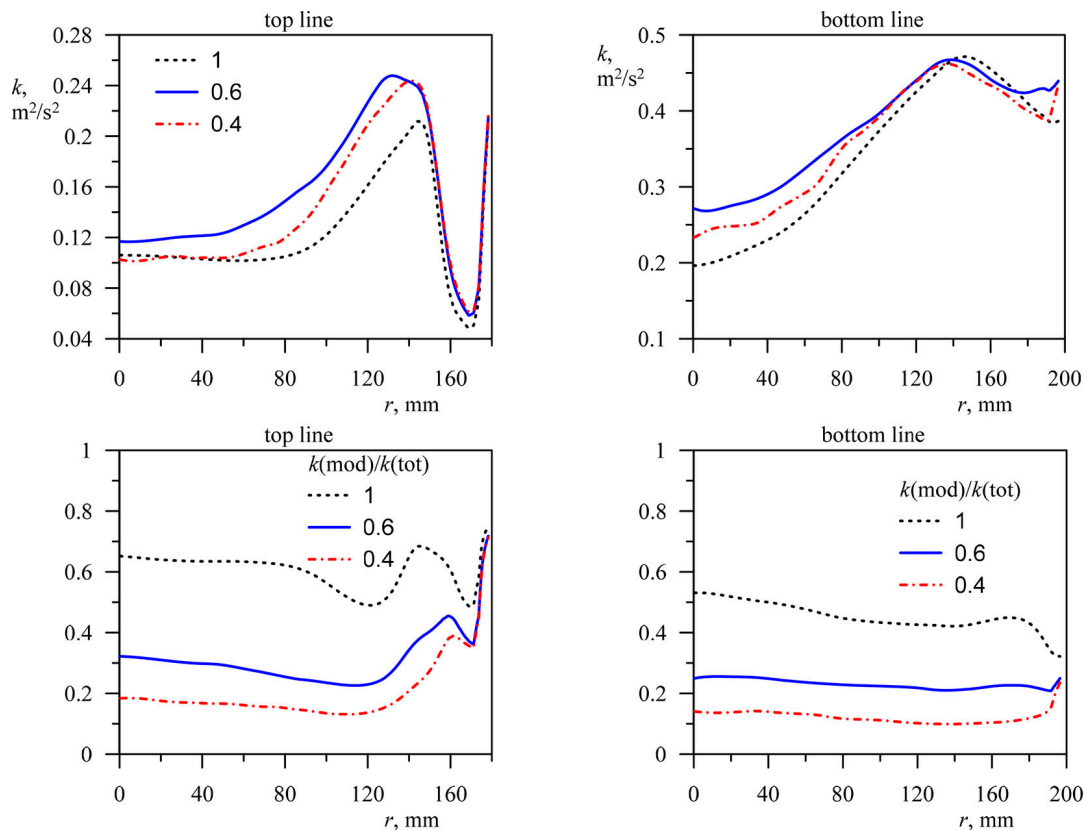 top line
k,
m²/s²
0.28
0.24
0.2
0.16
0.12
0.08
0.04
1
0.6
0.4
0 40 80 120 160
r, mm
bottom line
k,
m²/s²
0.5
0.4
0.3
0.2
0.1
0 40 80 120 160 200
r, mm
top line
1
0.8
0.6
0.4
0.2
0
k(mod)/k(tot)
1
0.6
0.4
0 40 80 120 160
r, mm
bottom line
1
0.8
0.6
0.4
0.2
0
k(mod)/k(tot)
1
0.6
0.4
0 40 80 120 160 200
r, mm